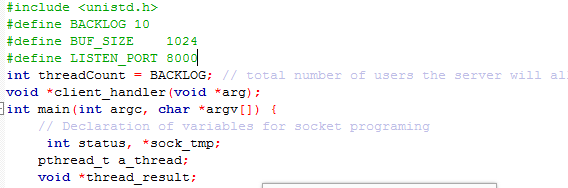 #include <unistd.h>
#define BACKLOG 10
#define BUF_SIZE    1024
#define LISTEN_PORT 8000
int threadCount = BACKLOG; // total number of users the server will
void *client_handler(void *arg);
int main(int argc, char *argv[]) {
    // Declaration of variables for socket programing
     int status, *sock_tmp;
    pthread_t a_thread;
    void *thread_result;